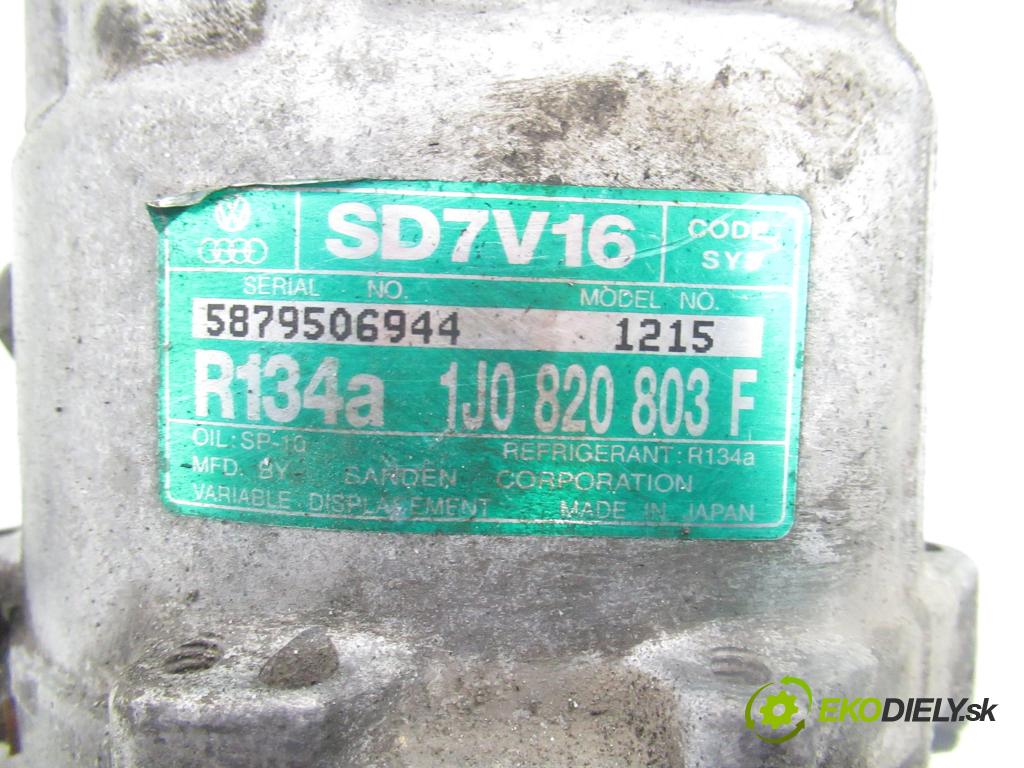 SD7V16
CODE
SERIAL NO. MODEL NO.
5879506944 1215
R134a 1J0 820 803 F
OIL: SP-10 REFRIGERANT: R134a
MFD. BY SANDEN CORPORATION
VARIABLE DISPLACEMENT MADE IN JAPAN
EKODIELY.sk